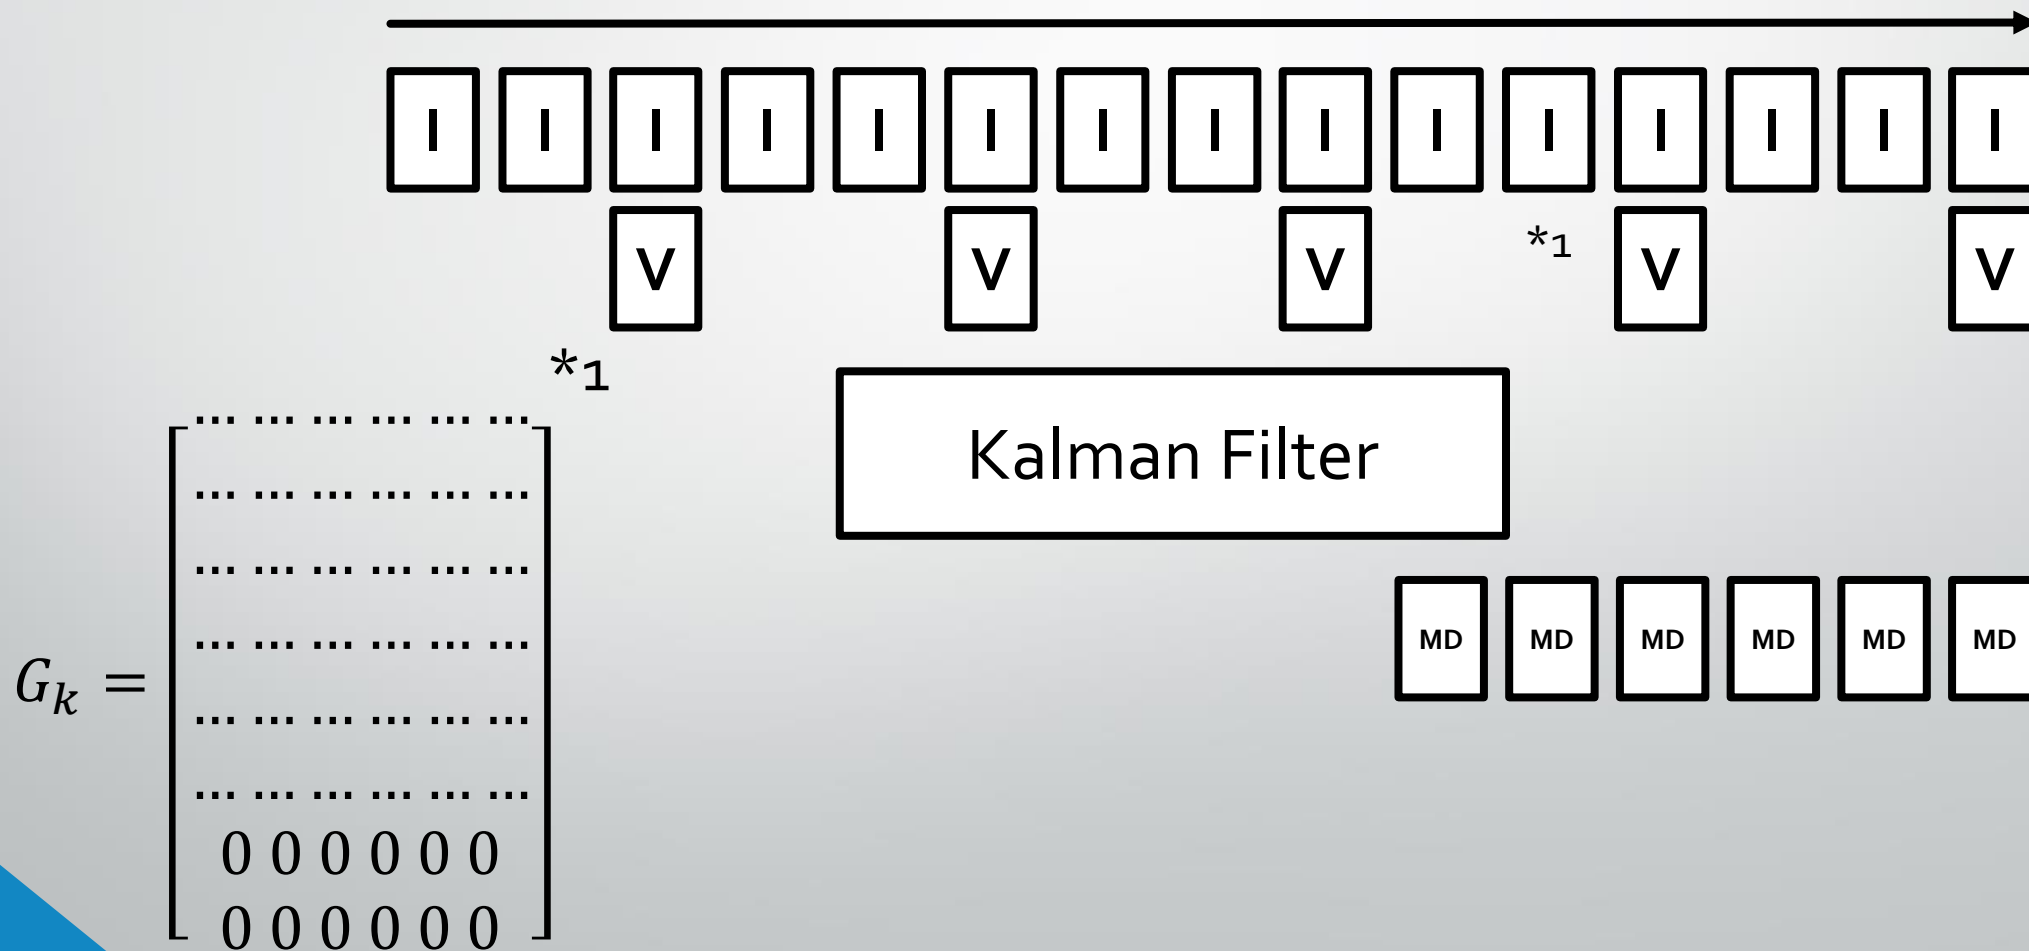 I I I I I I I I I I I I I I I
V V V *1 V V
*1
Kalman Filter
MD MD MD MD MD MD
G_k =
... ... ... ... ... ...
... ... ... ... ... ...
... ... ... ... ... ...
... ... ... ... ... ...
... ... ... ... ... ...
... ... ... ... ... ...
0 0 0 0 0 0
0 0 0 0 0 0